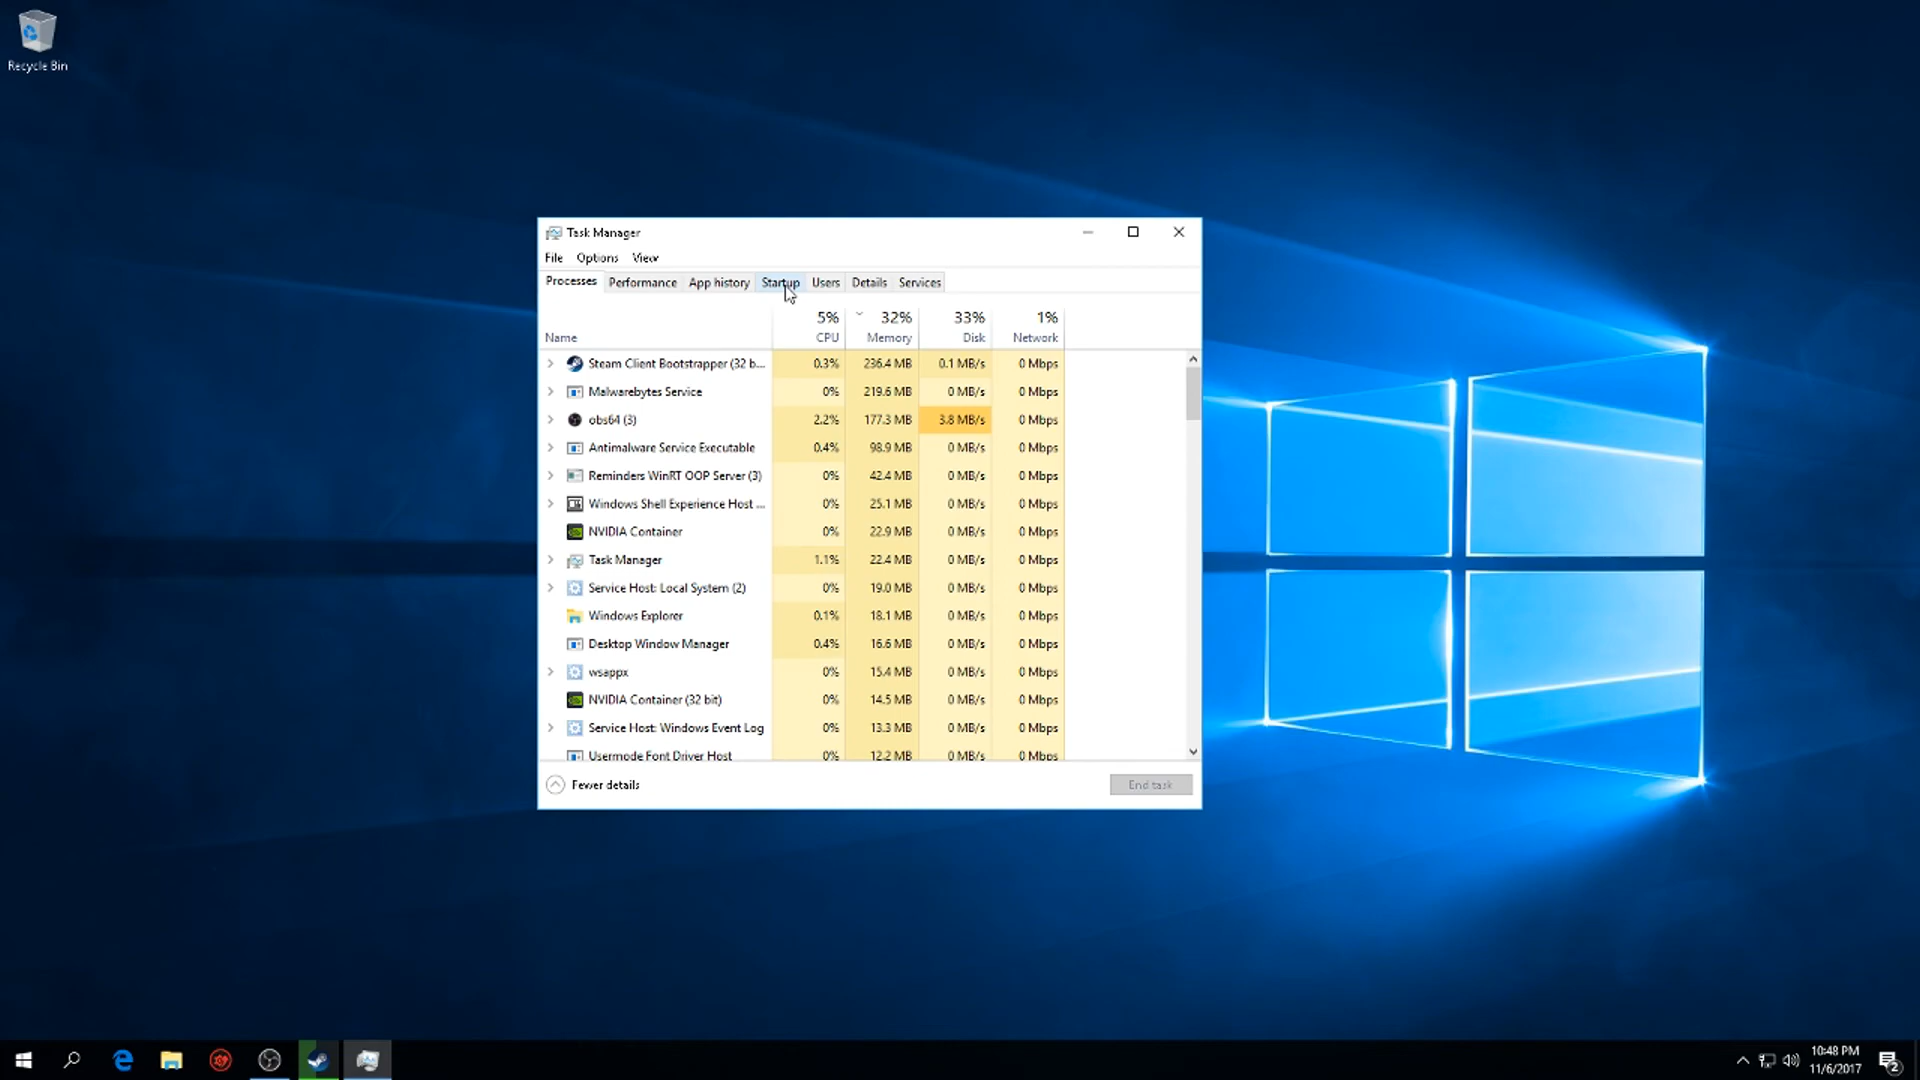 Recycle Bin
Task Manager
File Options View
Processes Performance App history Startup Users Details Services
5% 32% 33% 1%
Name CPU Memory Disk Network
Steam Client Bootstrapper (32 b... 0.3% 236.4 MB 0.1 MB/s 0 Mbps
Malwarebytes Service 0% 219.6 MB 0 MB/s 0 Mbps
obs64 (3) 2.2% 177.3 MB 3.8 MB/s 0 Mbps
Antimalware Service Executable 0.4% 98.9 MB 0 MB/s 0 Mbps
Reminders WinRT OOP Server (3) 0% 42.4 MB 0 MB/s 0 Mbps
Windows Shell Experience Host ... 0% 25.1 MB 0 MB/s 0 Mbps
NVIDIA Container 0% 22.9 MB 0 MB/s 0 Mbps
Task Manager 1.1% 22.4 MB 0 MB/s 0 Mbps
Service Host: Local System (2) 0% 19.0 MB 0 MB/s 0 Mbps
Windows Explorer 0.1% 18.1 MB 0 MB/s 0 Mbps
Desktop Window Manager 0.4% 16.6 MB 0 MB/s 0 Mbps
wsappx 0% 15.4 MB 0 MB/s 0 Mbps
NVIDIA Container (32 bit) 0% 14.5 MB 0 MB/s 0 Mbps
Service Host: Windows Event Log 0% 13.3 MB 0 MB/s 0 Mbps
Usermode Font Driver Host 0% 12.2 MB 0 MB/s 0 Mbps
Fewer details End task
10:48 PM
11/6/2017
2